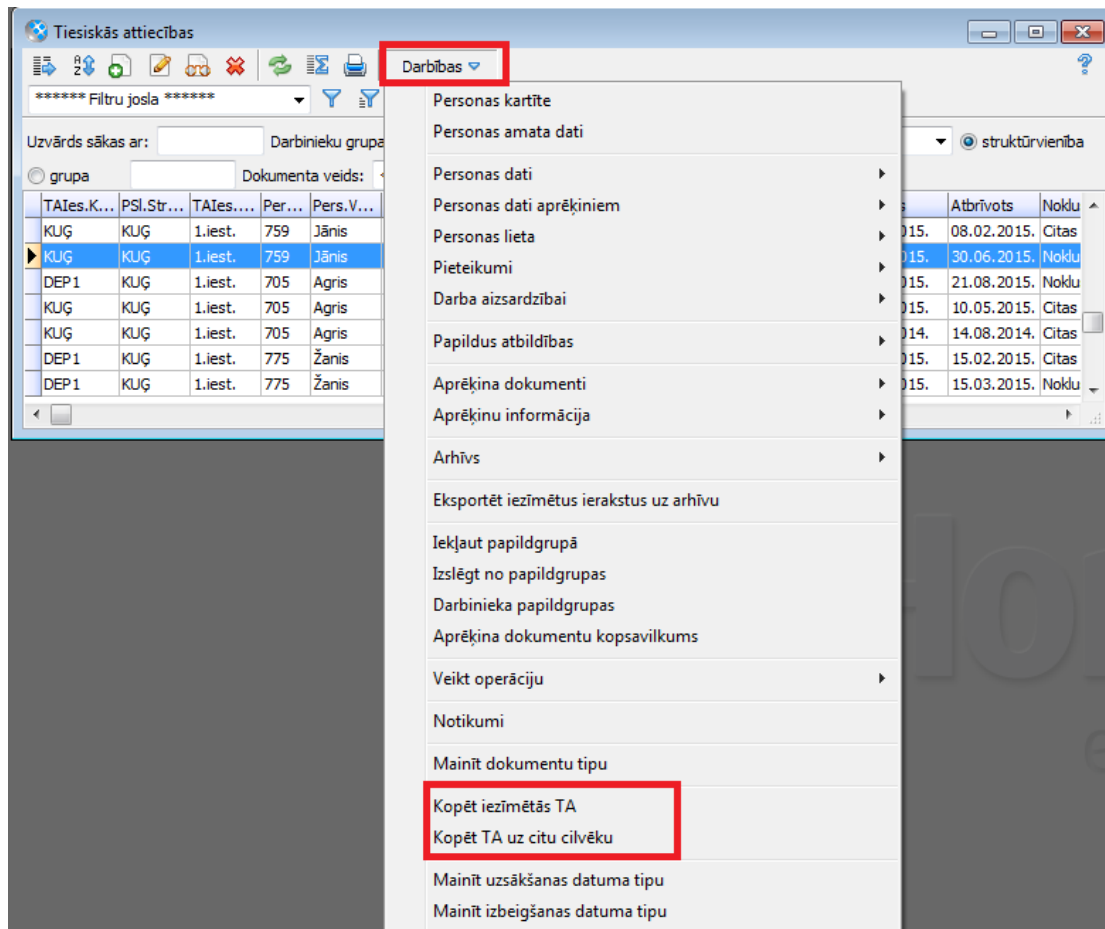 Tiesiskās attiecības
Darbības
****** Filtru josla ******
Uzvārds sākas ar: Darbinieku grupa struktūrvienība
grupa Dokumenta veids:
TAIes.K... PSl.Str... TAIes.... Per... Pers.V... Atbrīvots Noklu
KUĢ KUĢ 1.iest. 759 Jānis 015. 08.02.2015. Citas
KUĢ KUĢ 1.iest. 759 Jānis 015. 30.06.2015. Noklu
DEP1 KUĢ 1.iest. 705 Agris 015. 21.08.2015. Noklu
KUĢ KUĢ 1.iest. 705 Agris 015. 10.05.2015. Citas
KUĢ KUĢ 1.iest. 705 Agris 014. 14.08.2014. Citas
DEP1 KUĢ 1.iest. 775 Žanis 015. 15.02.2015. Citas
DEP1 KUĢ 1.iest. 775 Žanis 015. 15.03.2015. Noklu
Personas kartīte
Personas amata dati
Personas dati
Personas dati aprēķiniem
Personas lieta
Pieteikumi
Darba aizsardzībai
Papildus atbildības
Aprēķina dokumenti
Aprēķinu informācija
Arhīvs
Eksportēt iezīmētus ierakstus uz arhīvu
Iekļaut papildgrupā
Izslēgt no papildgrupas
Darbinieka papildgrupas
Aprēķina dokumentu kopsavilkums
Veikt operāciju
Notikumi
Mainīt dokumentu tipu
Kopēt iezīmētās TA
Kopēt TA uz citu cilvēku
Mainīt uzsākšanas datuma tipu
Mainīt izbeigšanas datuma tipu